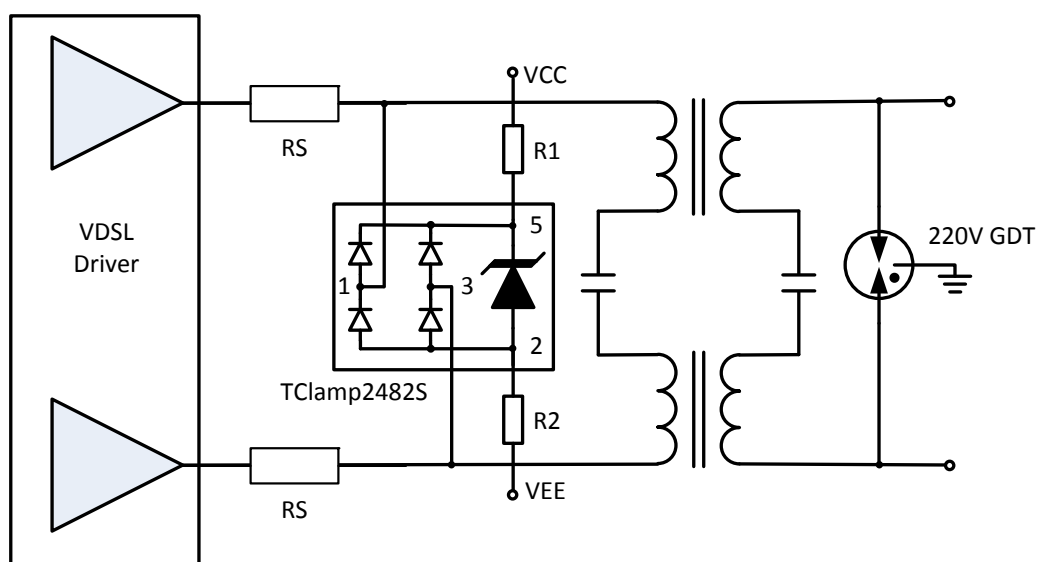 VCC
RS
R1
VDSL
Driver
5
220V GDT
1
3
2
TClamp2482S
R2
VEE
RS